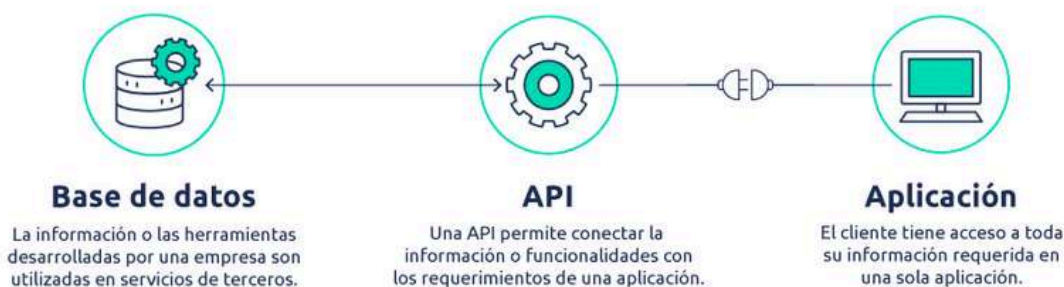 Base de datos
La información o las herramientas
desarrolladas por una empresa son
utilizadas en servicios de terceros.
API
Una API permite conectar la
información o funcionalidades con
los requerimientos de una aplicación.
Aplicación
El cliente tiene acceso a toda
su información requerida en
una sola aplicación.